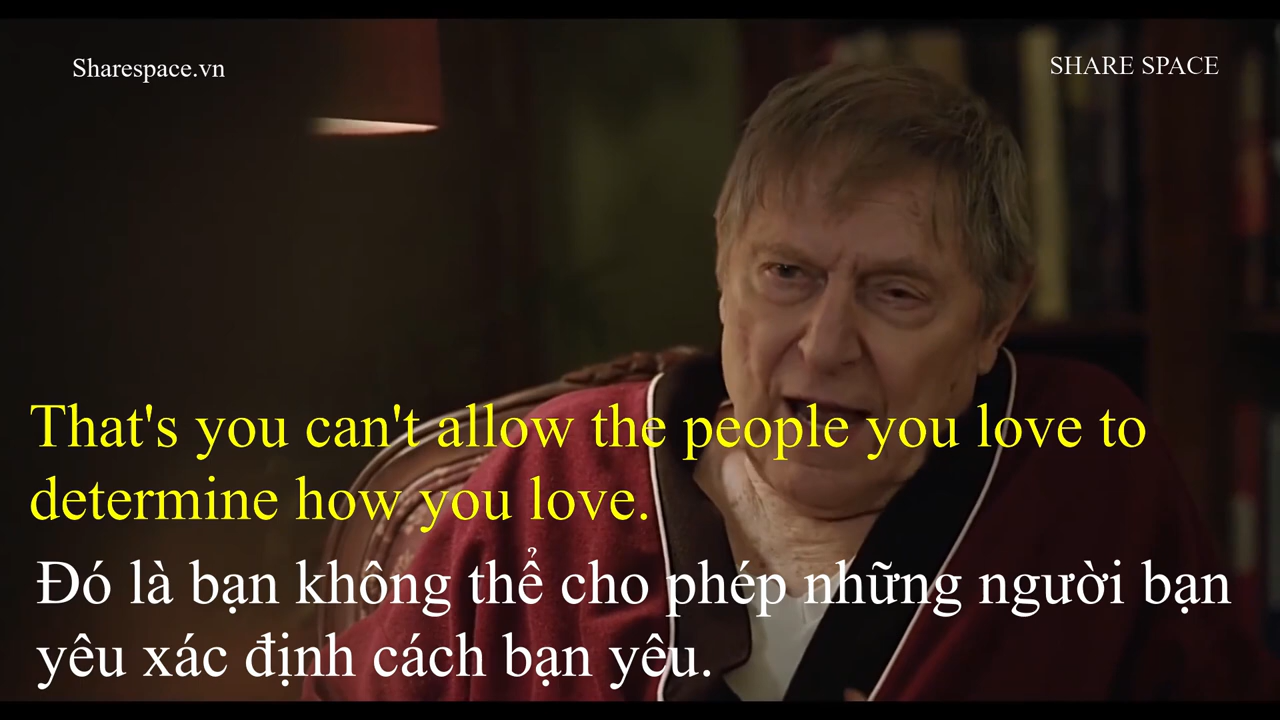 Sharespace.vn
SHARE SPACE
That's you can't allow the people you love to
determine how you love.
Đó là bạn không thể cho phép những người bạn
yêu xác định cách bạn yêu.